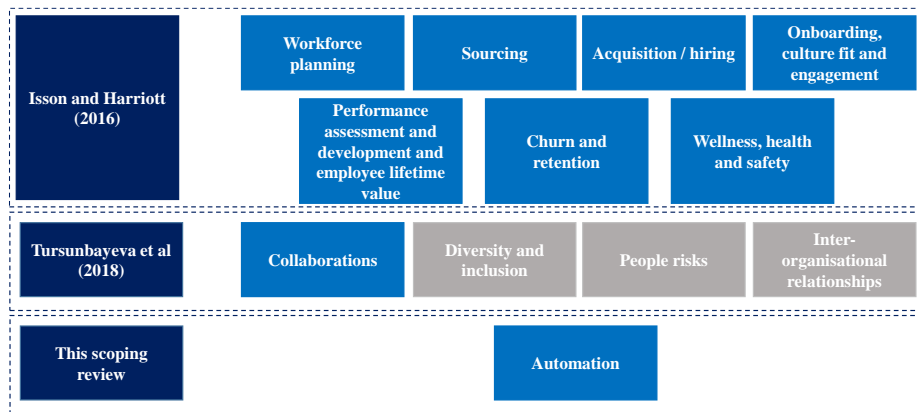 Isson and Harriott
(2016)
Workforce
planning
Sourcing
Acquisition / hiring
Onboarding,
culture fit and
engagement
Performance
assessment and
development and
employee lifetime
value
Churn and
retention
Wellness, health
and safety
Tursunbayeva et al
(2018)
Collaborations
Diversity and
inclusion
People risks
Inter-
organisational
relationships
This scoping
review
Automation